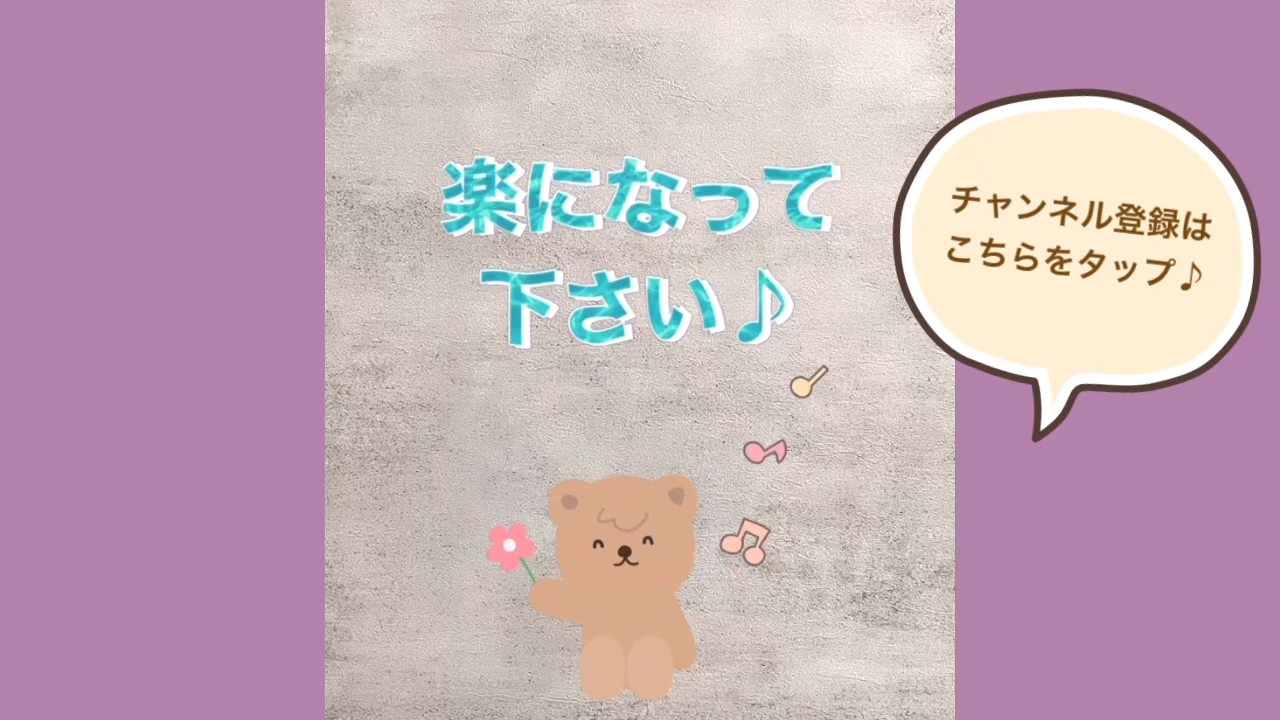 楽になって
下さい♪
チャンネル登録は
こちらをタップ♪